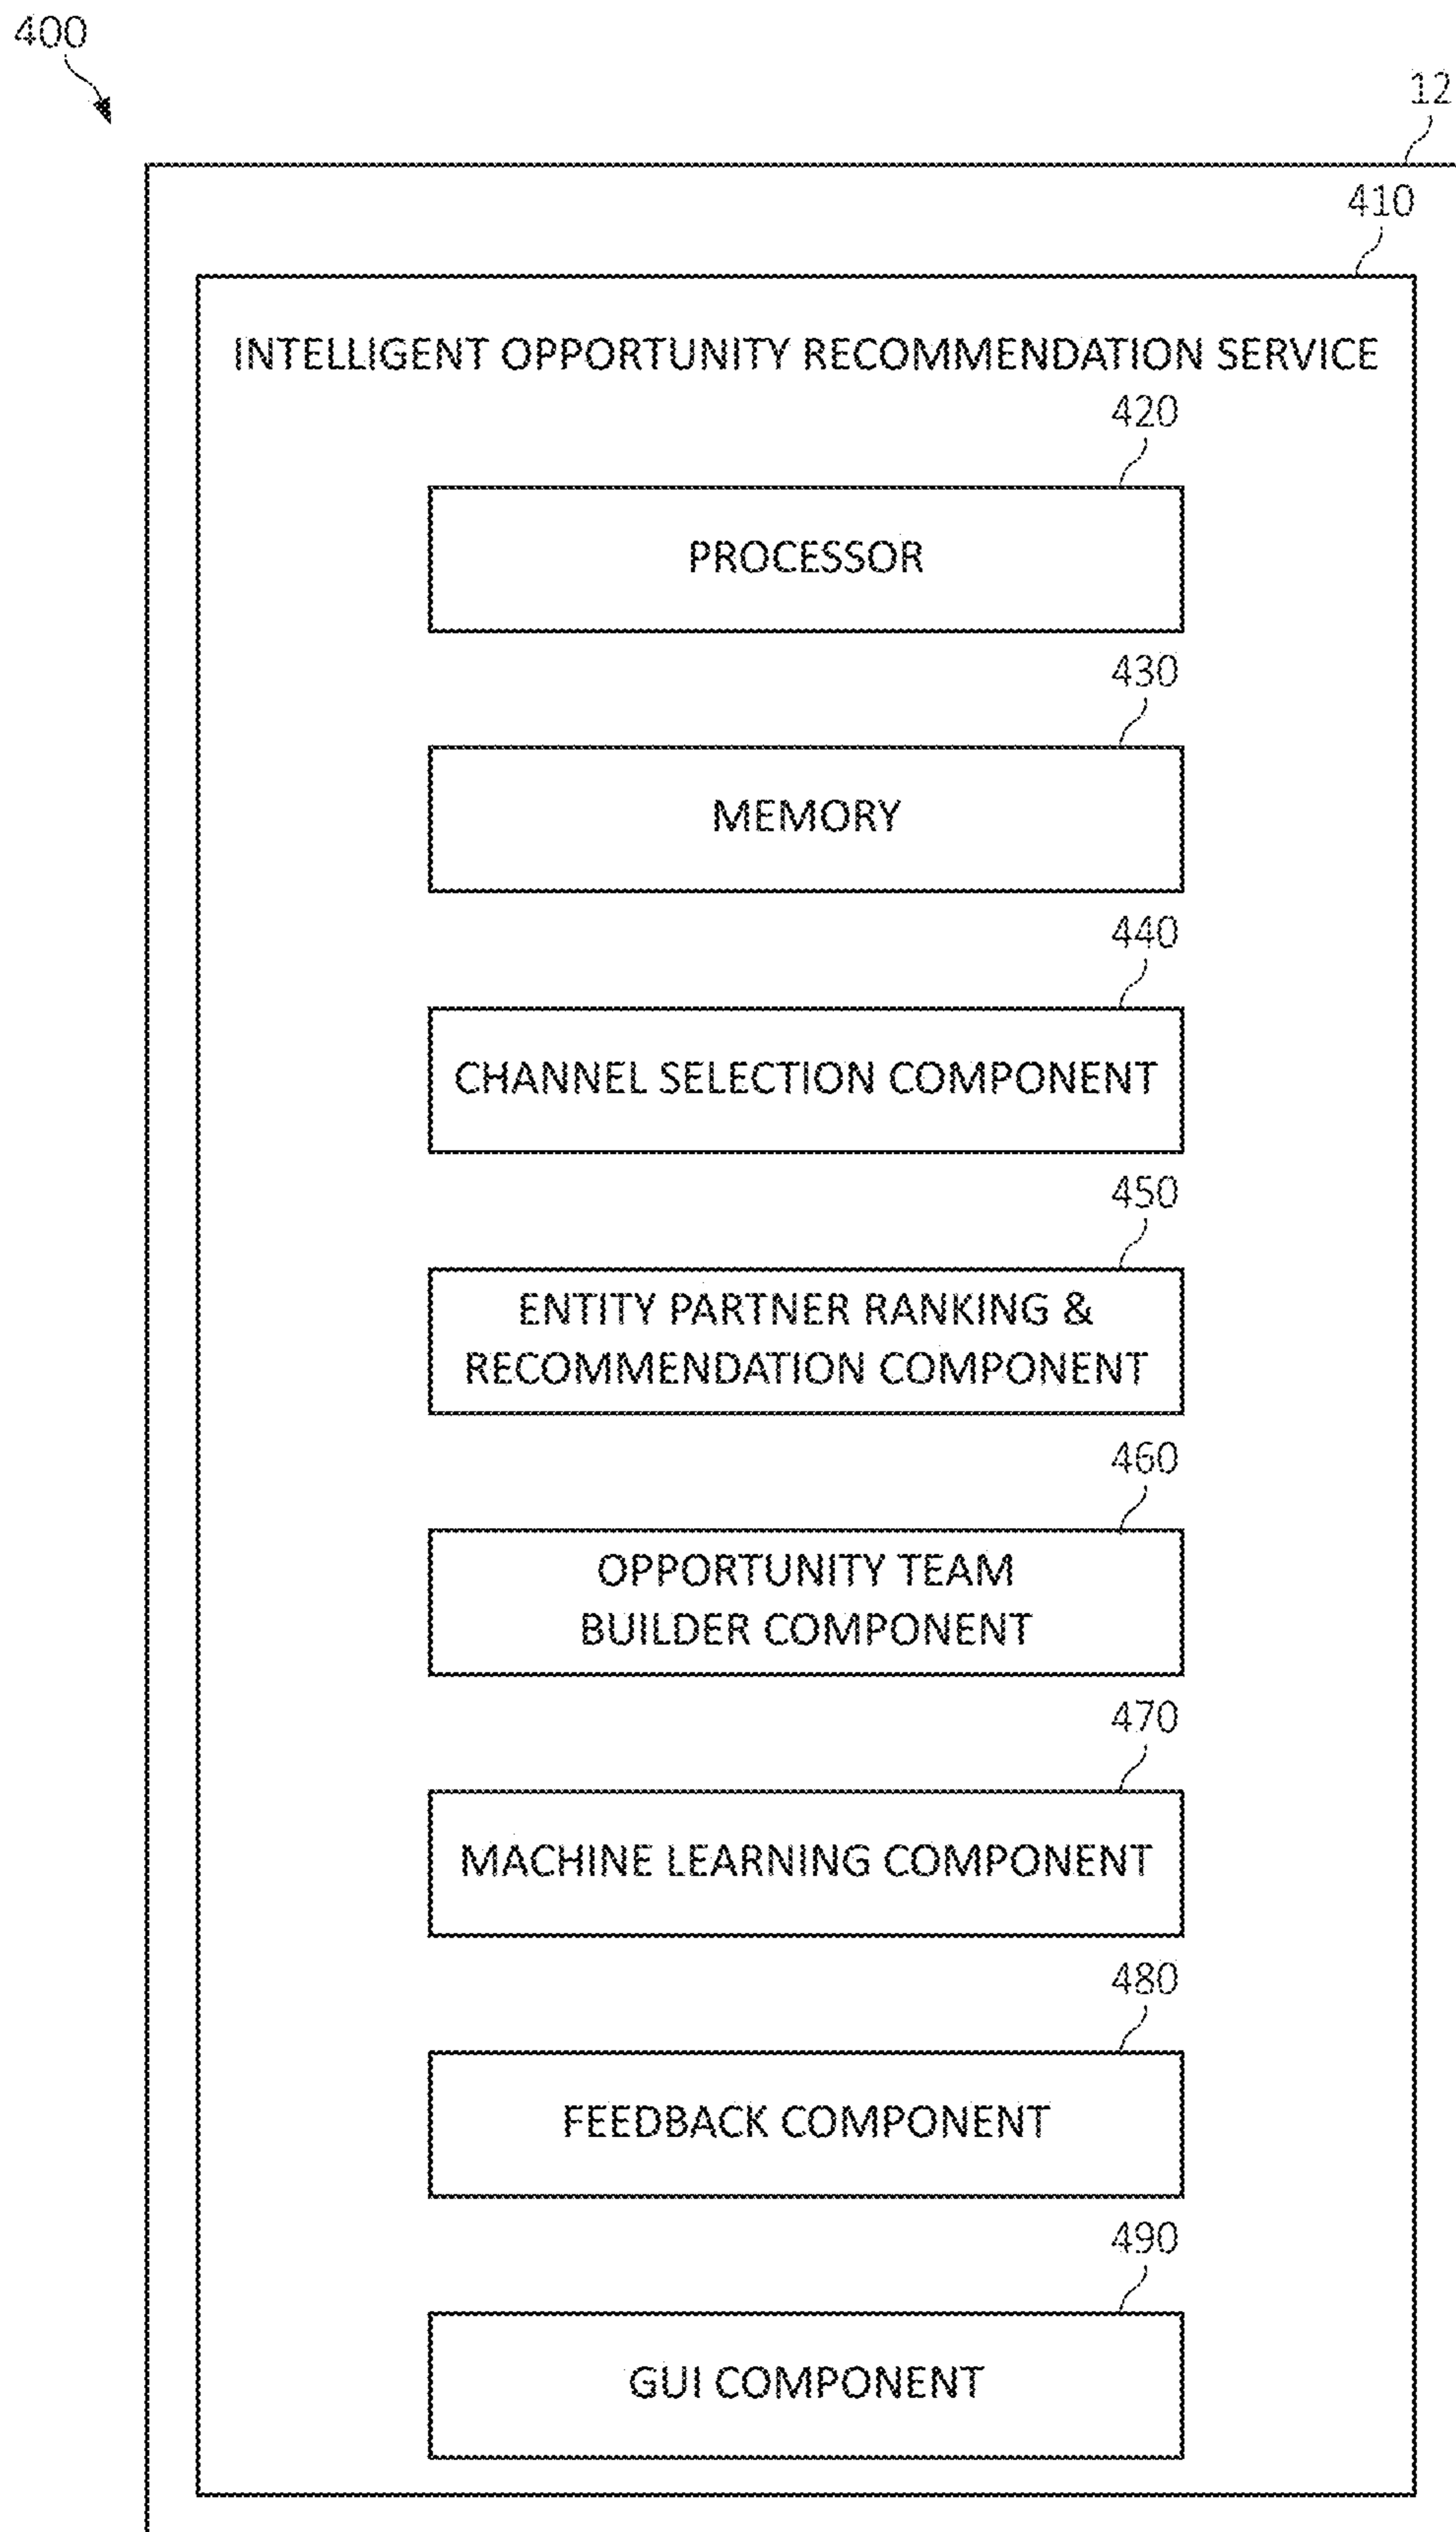 400
12
410
INTELLIGENT OPPORTUNITY RECOMMENDATION SERVICE
420
PROCESSOR
430
MEMORY
440
CHANNEL SELECTION COMPONENT
450
ENTITY PARTNER RANKING &
RECOMMENDATION COMPONENT
460
OPPORTUNITY TEAM
BUILDER COMPONENT
470
MACHINE LEARNING COMPONENT
480
FEEDBACK COMPONENT
490
GUI COMPONENT